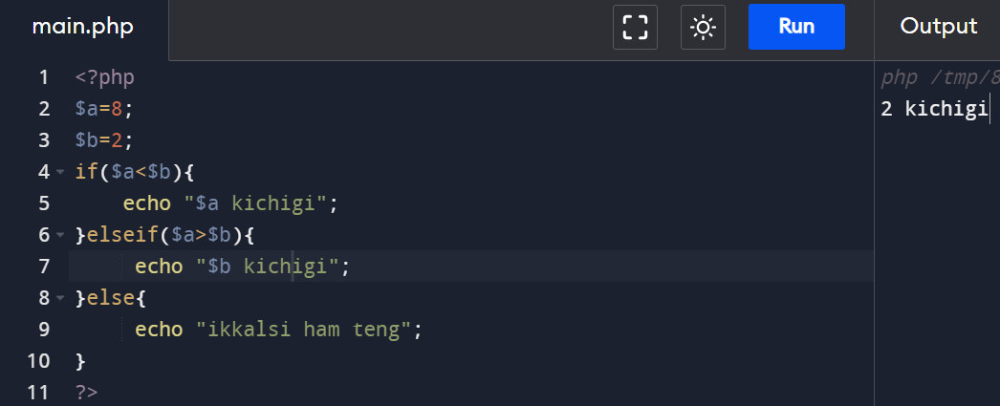 main.php Run Output
1 <?php
2 $a=8;
3 $b=2;
4 if($a<$b){
5 echo "$a kichigi";
6 }elseif($a>$b){
7 echo "$b kichigi";
8 }else{
9 echo "ikkalsi ham teng";
10 }
11 ?>
php /tmp/8
2 kichigi